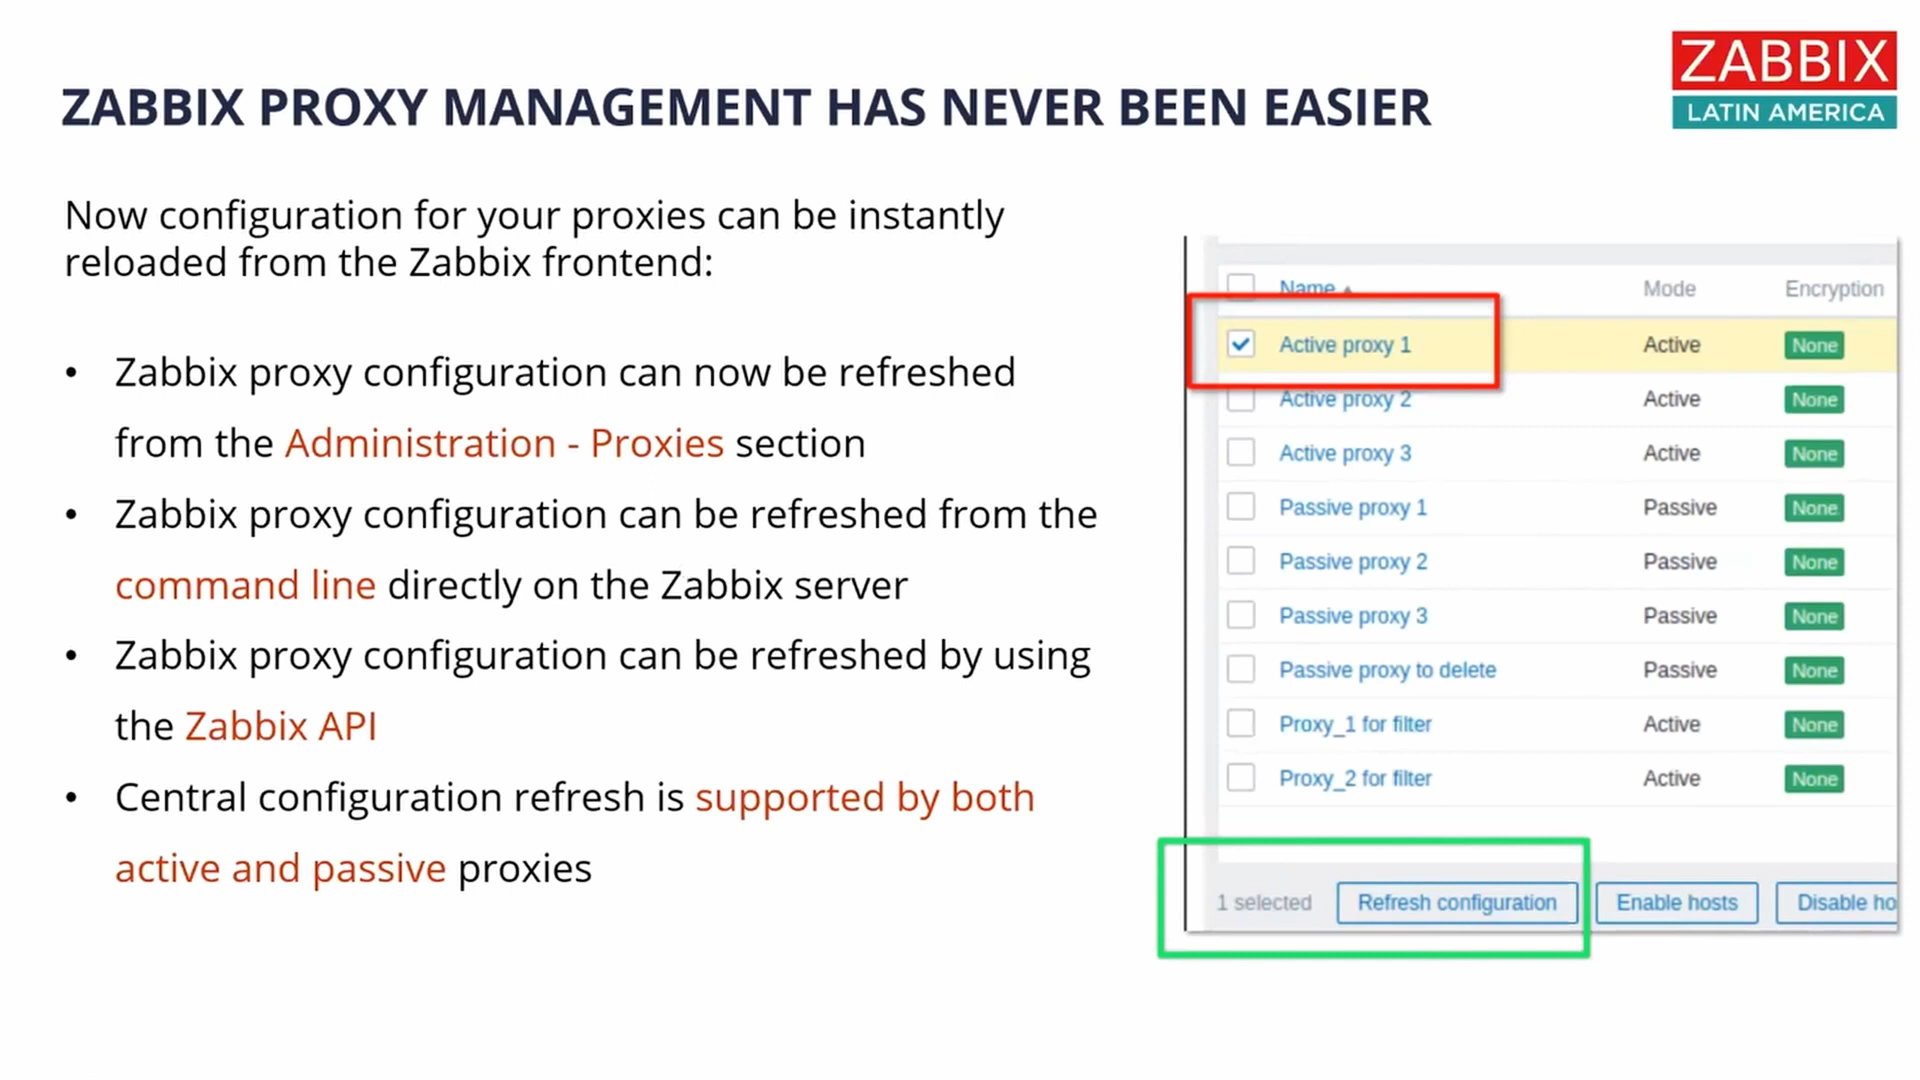 ZABBIX
LATIN AMERICA
ZABBIX PROXY MANAGEMENT HAS NEVER BEEN EASIER
Now configuration for your proxies can be instantly
reloaded from the Zabbix frontend:
• Zabbix proxy configuration can now be refreshed
from the Administration - Proxies section
• Zabbix proxy configuration can be refreshed from the
command line directly on the Zabbix server
• Zabbix proxy configuration can be refreshed by using
the Zabbix API
• Central configuration refresh is supported by both
active and passive proxies
Name ▲ Mode Encryption
Active proxy 1 Active None
Active proxy 2 Active None
Active proxy 3 Active None
Passive proxy 1 Passive None
Passive proxy 2 Passive None
Passive proxy 3 Passive None
Passive proxy to delete Passive None
Proxy_1 for filter Active None
Proxy_2 for filter Active None
1 selected Refresh configuration Enable hosts Disable ho